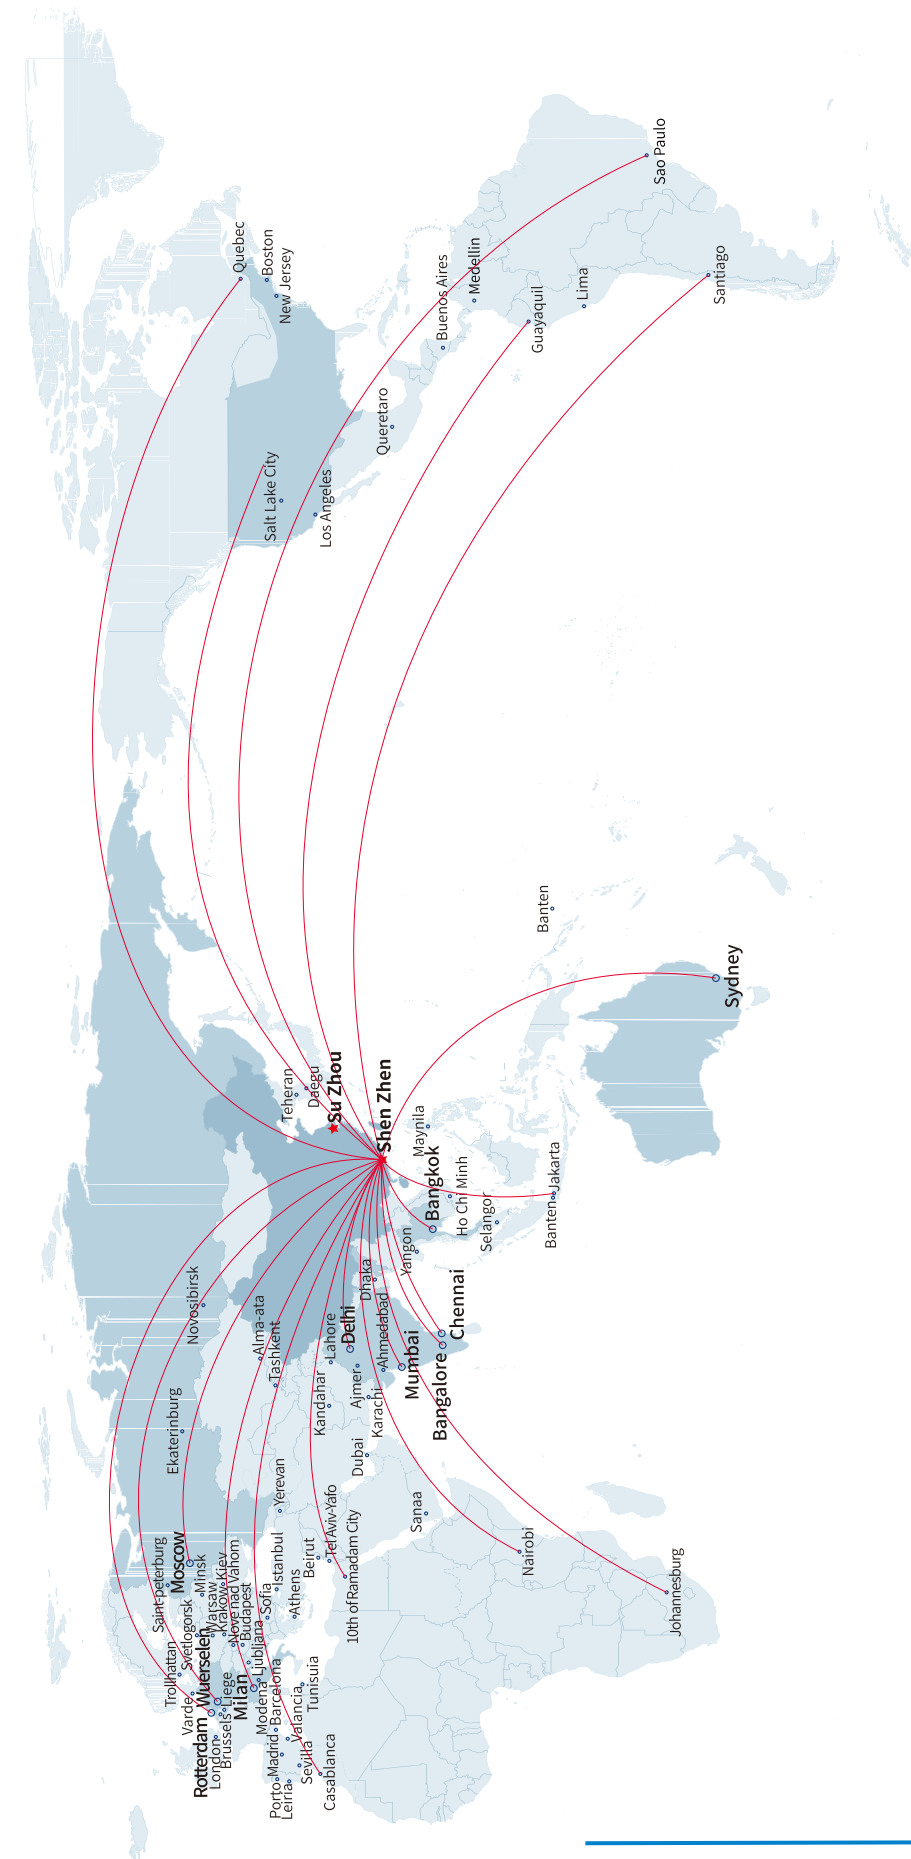 Quebec
Boston
New Jersey
Salt Lake City
Los Angeles
Queretaro
Buenos Aires
Medellin
Guayaquil
Lima
Sao Paulo
Santiago
Banten
Sydney
Teheran
Daegu
Su Zhou
Shen Zhen
Maynila
Bangkok
Ho Chi Minh
Selangor
Yangon
Jakarta
Banten
Dhaka
Novosibirsk
Alma-ata
Tashkent
Lahore
Delhi
Ahmedabad
Mumbai
Chennai
Bangalore
Kandahar
Ajmer
Karachi
Dubai
Ekaterinburg
Yerevan
Sanaa
Nairobi
Johannesburg
Saint-peterburg
Moscow
Minsk
Svetlogorsk
Warsaw
Krakow
Kiev
Nove nad Vahom
Budapest
Sofia
Istanbul
Athens
Beirut
Tel Aviv-Yafo
10th of Ramadam City
Trollhattan
Varde
Wuerselen
Rotterdam
London
Brussels
Liege
Milan
Modena
Ljubljana
Barcelona
Madrid
Valancia
Tunisuia
Porto
Leiria
Sevilla
Casablanca